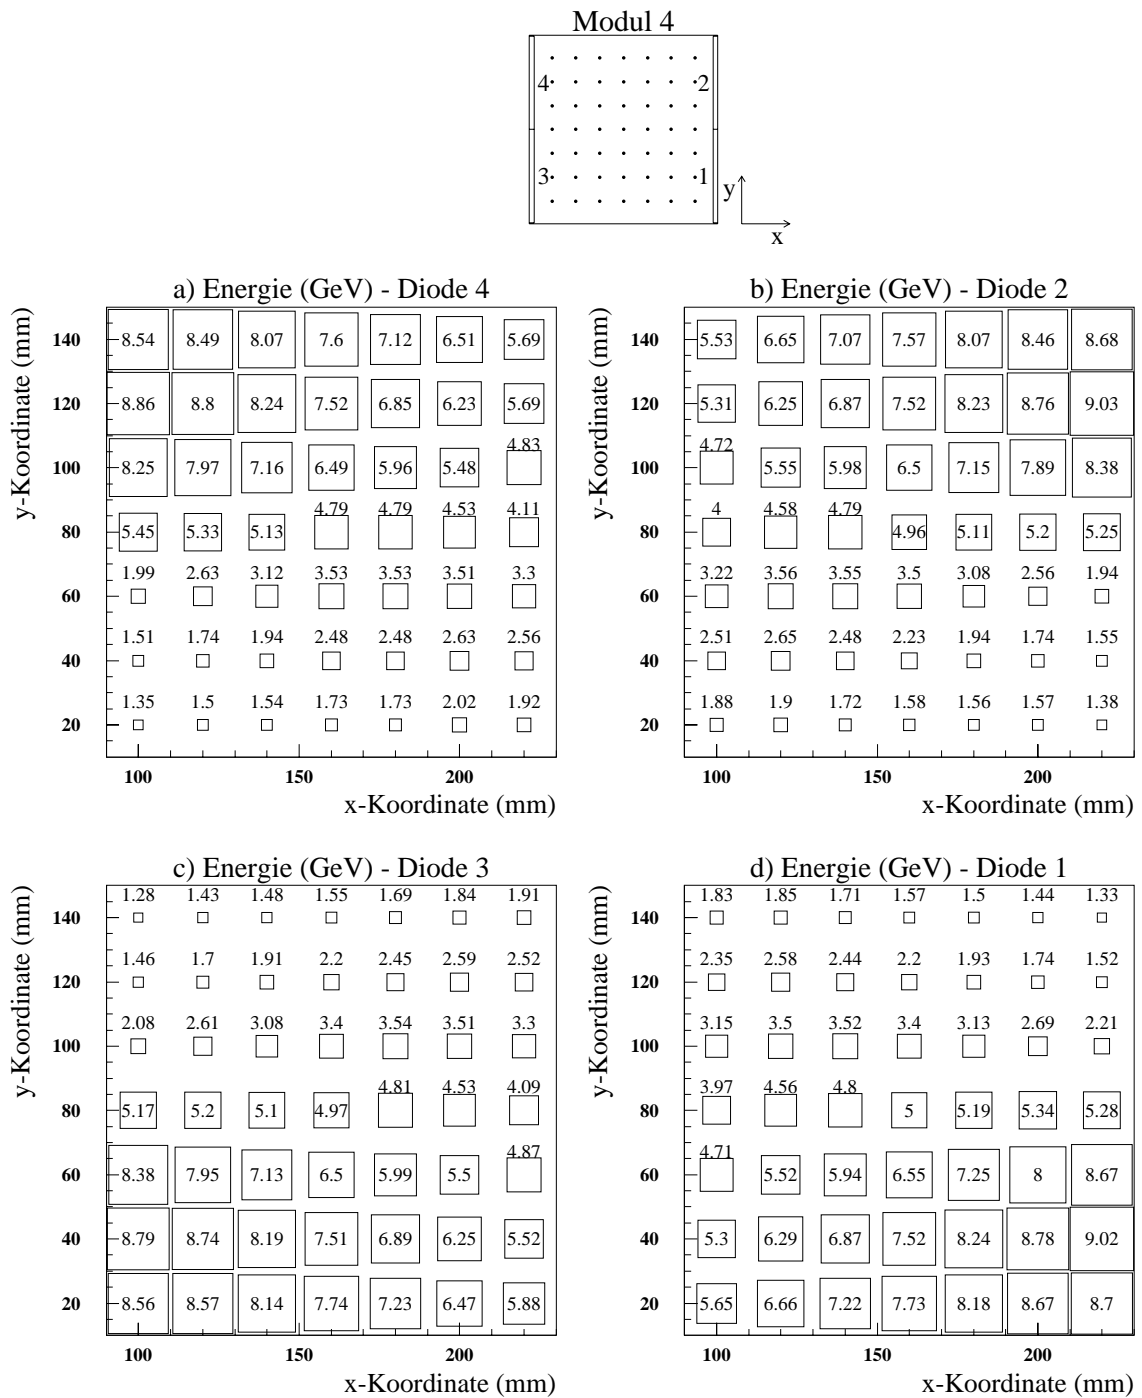 Modul 4
4 2
3 1
y
x
a) Energie (GeV) - Diode 4
y-Koordinate (mm)
140 8.54 8.49 8.07 7.6 7.12 6.51 5.69
120 8.86 8.8 8.24 7.52 6.85 6.23 5.69
4.83
100 8.25 7.97 7.16 6.49 5.96 5.48
4.79 4.79 4.53 4.11
80 5.45 5.33 5.13
1.99 2.63 3.12 3.53 3.53 3.51 3.3
60
1.51 1.74 1.94 2.48 2.48 2.63 2.56
40
1.35 1.5 1.54 1.73 1.73 2.02 1.92
20
100 150 200
x-Koordinate (mm)
b) Energie (GeV) - Diode 2
y-Koordinate (mm)
140 5.53 6.65 7.07 7.57 8.07 8.46 8.68
120 5.31 6.25 6.87 7.52 8.23 8.76 9.03
4.72
100 5.55 5.98 6.5 7.15 7.89 8.38
4 4.58 4.79
80 4.96 5.11 5.2 5.25
3.22 3.56 3.55 3.5 3.08 2.56 1.94
60
2.51 2.65 2.48 2.23 1.94 1.74 1.55
40
1.88 1.9 1.72 1.58 1.56 1.57 1.38
20
100 150 200
x-Koordinate (mm)
c) Energie (GeV) - Diode 3
y-Koordinate (mm)
1.28 1.43 1.48 1.55 1.69 1.84 1.91
140
1.46 1.7 1.91 2.2 2.45 2.59 2.52
120
2.08 2.61 3.08 3.4 3.54 3.51 3.3
100
4.81 4.53 4.09
80 5.17 5.2 5.1 4.97
4.87
60 8.38 7.95 7.13 6.5 5.99 5.5
40 8.79 8.74 8.19 7.51 6.89 6.25 5.52
20 8.56 8.57 8.14 7.74 7.23 6.47 5.88
100 150 200
x-Koordinate (mm)
d) Energie (GeV) - Diode 1
y-Koordinate (mm)
1.83 1.85 1.71 1.57 1.5 1.44 1.33
140
2.35 2.58 2.44 2.2 1.93 1.74 1.52
120
3.15 3.5 3.52 3.4 3.13 2.69 2.21
100
3.97 4.56 4.8
80 5 5.19 5.34 5.28
4.71
60 5.52 5.94 6.55 7.25 8 8.67
40 5.3 6.29 6.87 7.52 8.24 8.78 9.02
20 5.65 6.66 7.22 7.73 8.18 8.67 8.7
100 150 200
x-Koordinate (mm)